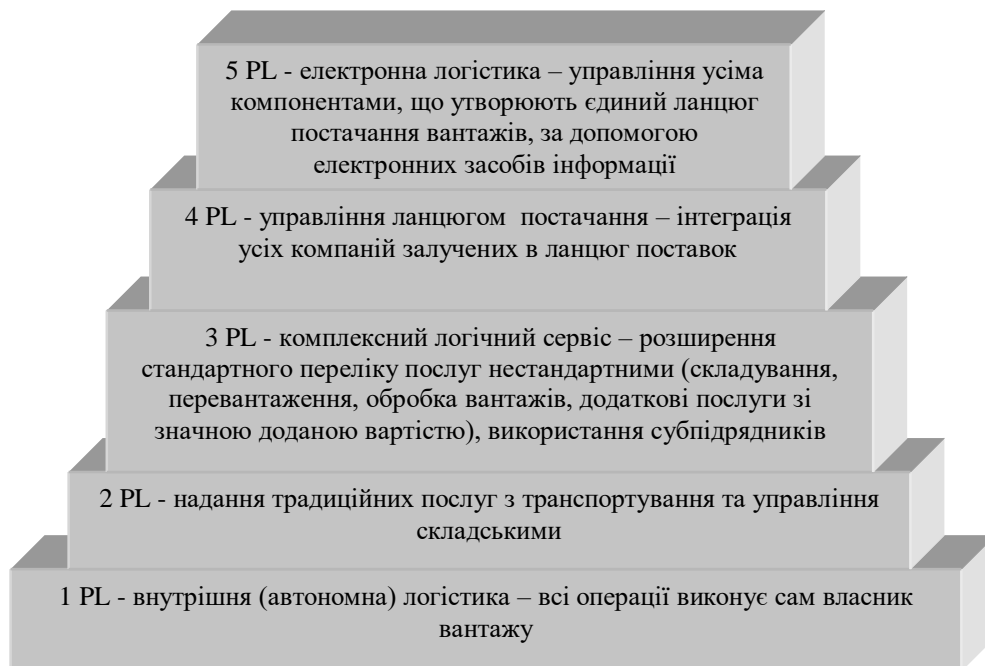 5 PL - електронна логістика – управління усіма
компонентами, що утворюють єдиний ланцюг
постачання вантажів, за допомогою
електронних засобів інформації
4 PL - управління ланцюгом постачання – інтеграція
усіх компаній залучених в ланцюг поставок
3 PL - комплексний логічний сервіс – розширення
стандартного переліку послуг нестандартними (складування,
перевантаження, обробка вантажів, додаткові послуги зі
значною доданою вартістю), використання субпідрядників
2 PL - надання традиційних послуг з транспортування та управління
складськими
1 PL - внутрішня (автономна) логістика – всі операції виконує сам власник
вантажу